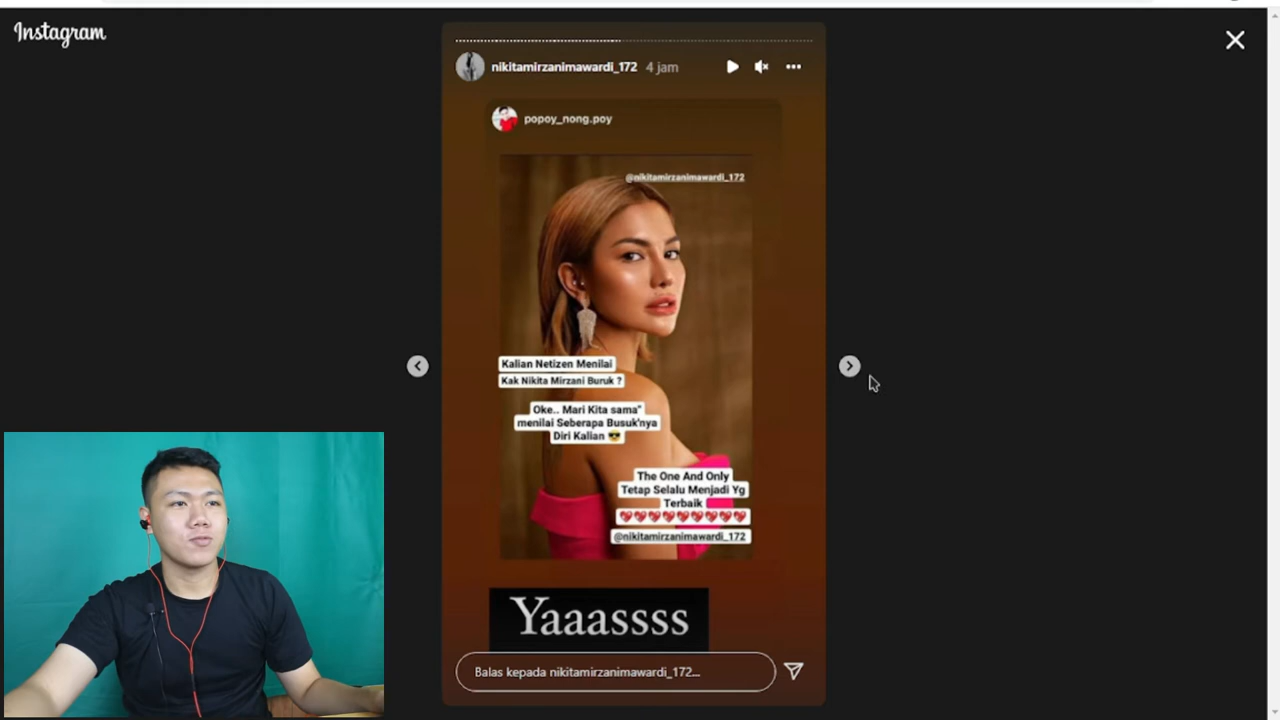 Instagram
nikitamirzanimawardi_172 4 jam
popoy_nong.poy
@nikitamirzanimawardi_172
Kalian Netizen Menilai
Kak Nikita Mirzani Buruk ?
Oke.. Mari Kita sama"
menilai Seberapa Busuk'nya
Diri Kalian 😎
The One And Only
Tetap Selalu Menjadi Yg
Terbaik
💖💖💖💖💖💖💖💖💖
@nikitamirzanimawardi_172
Yaaassss
Balas kepada nikitamirzanimawardi_172...